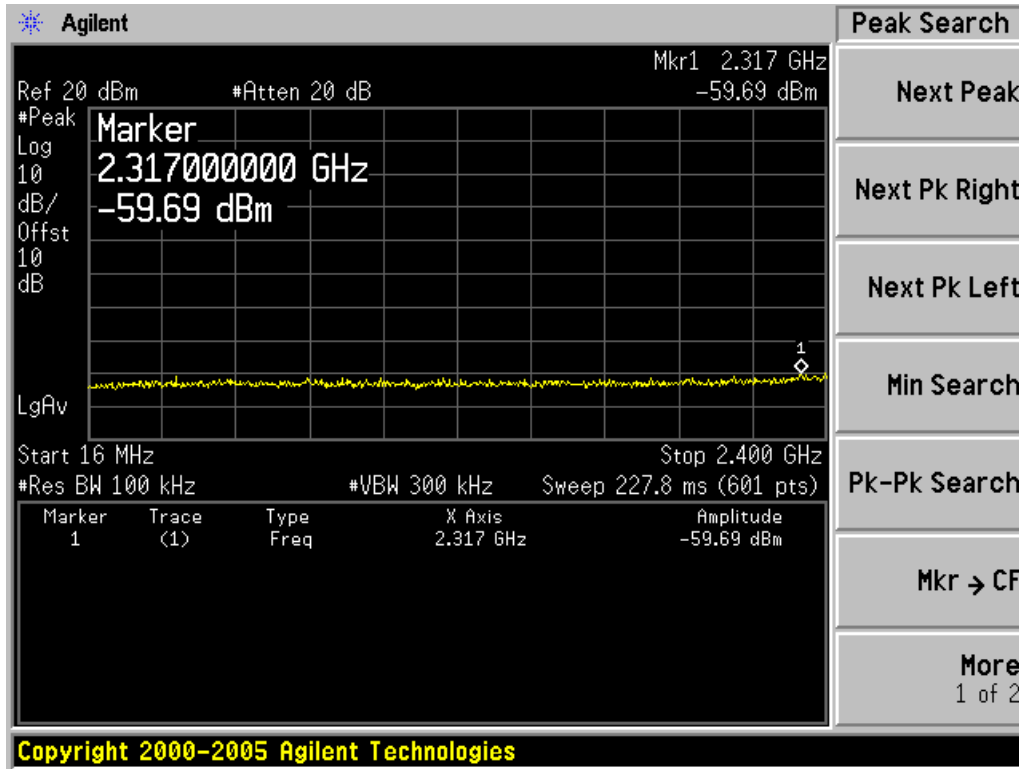 Agilent
Peak Search
Mkr1 2.317 GHz
Ref 20 dBm #Atten 20 dB -59.69 dBm
#Peak
Log
10
dB/
Offst
10
dB
Marker
2.317000000 GHz
-59.69 dBm
1
LgAv
Start 16 MHz Stop 2.400 GHz
#Res BW 100 kHz #VBW 300 kHz Sweep 227.8 ms (601 pts)
Marker Trace Type X Axis Amplitude
1 (1) Freq 2.317 GHz -59.69 dBm
Next Peak
Next Pk Right
Next Pk Left
Min Search
Pk-Pk Search
Mkr → CF
More
1 of 2
Copyright 2000-2005 Agilent Technologies